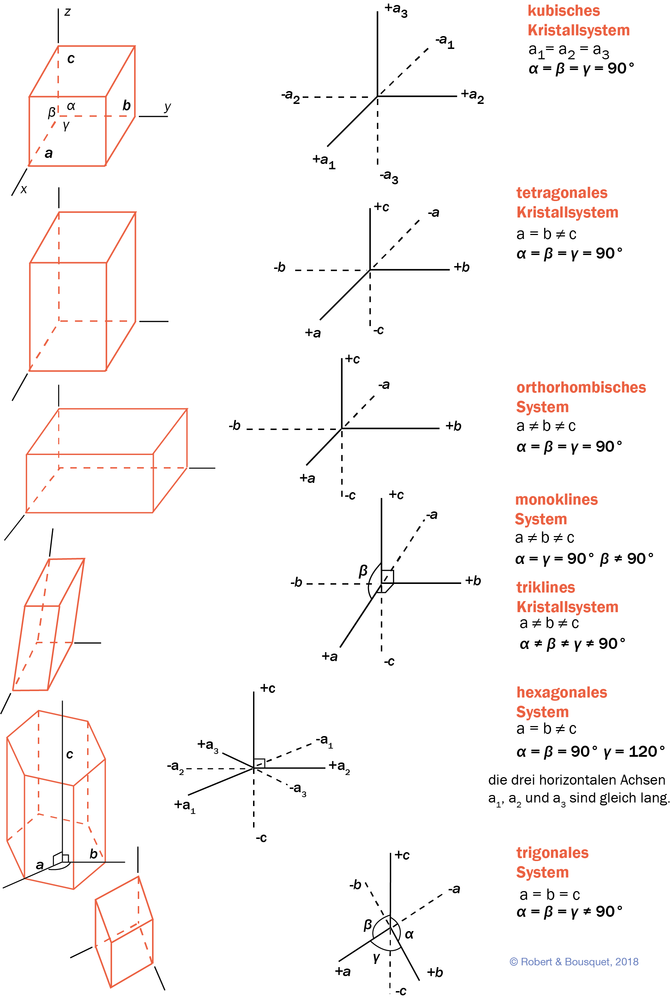 z
c
α
β
b
y
γ
a
x
+a3
-a1
-a2
+a2
+a1
-a3
kubisches
Kristallsystem
a1= a2 = a3
α = β = γ = 90°
+c
-a
-b
+b
+a
-c
tetragonales
Kristallsystem
a = b ≠ c
α = β = γ = 90°
+c
-a
-b
+b
+a
-c
orthorhombisches
System
a ≠ b ≠ c
α = β = γ = 90°
+c
-a
β
-b
+b
+a
-c
monoklines
System
a ≠ b ≠ c
α = γ = 90° β ≠ 90°
triklines
Kristallsystem
a ≠ b ≠ c
α ≠ β ≠ γ ≠ 90°
c
b
a
+c
-a1
+a3
-a2
+a2
-a3
+a1
-c
hexagonales
System
a = b ≠ c
α = β = 90° γ = 120°
die drei horizontalen Achsen
a1, a2 und a3 sind gleich lang.
+c
-b
-a
β
α
γ
+a
+b
-c
trigonales
System
a = b = c
α = β = γ ≠ 90°
© Robert & Bousquet, 2018